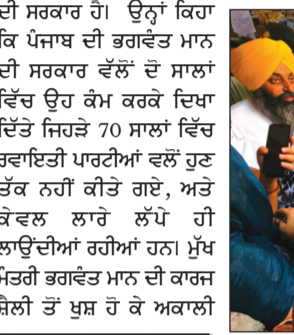 ਦੀ ਸਰਕਾਰ ਹੈ। ਉਨ੍ਹਾਂ ਕਿਹਾ
ਕਿ ਪੰਜਾਬ ਦੀ ਭਗਵੰਤ ਮਾਨ
ਦੀ ਸਰਕਾਰ ਵੱਲੋਂ ਦੋ ਸਾਲਾਂ
ਵਿੱਚ ਉਹ ਕੰਮ ਕਰਕੇ ਦਿਖਾ
ਦਿੱਤੇ ਜਿਹੜੇ 70 ਸਾਲਾਂ ਵਿੱਚ
ਰਵਾਇਤੀ ਪਾਰਟੀਆਂ ਵਲੋਂ ਹੁਣ
ਤੱਕ ਨਹੀਂ ਕੀਤੇ ਗਏ, ਅਤੇ
ਕੇਵਲ ਲਾਰੇ ਲੱਪੇ ਹੀ
ਲਾਉਂਦੀਆਂ ਰਹੀਆਂ ਹਨ। ਮੁੱਖ
ਮੰਤਰੀ ਭਗਵੰਤ ਮਾਨ ਦੀ ਕਾਰਜ
ਸ਼ੈਲੀ ਤੋਂ ਖੁਸ਼ ਹੋ ਕੇ ਅਕਾਲੀ